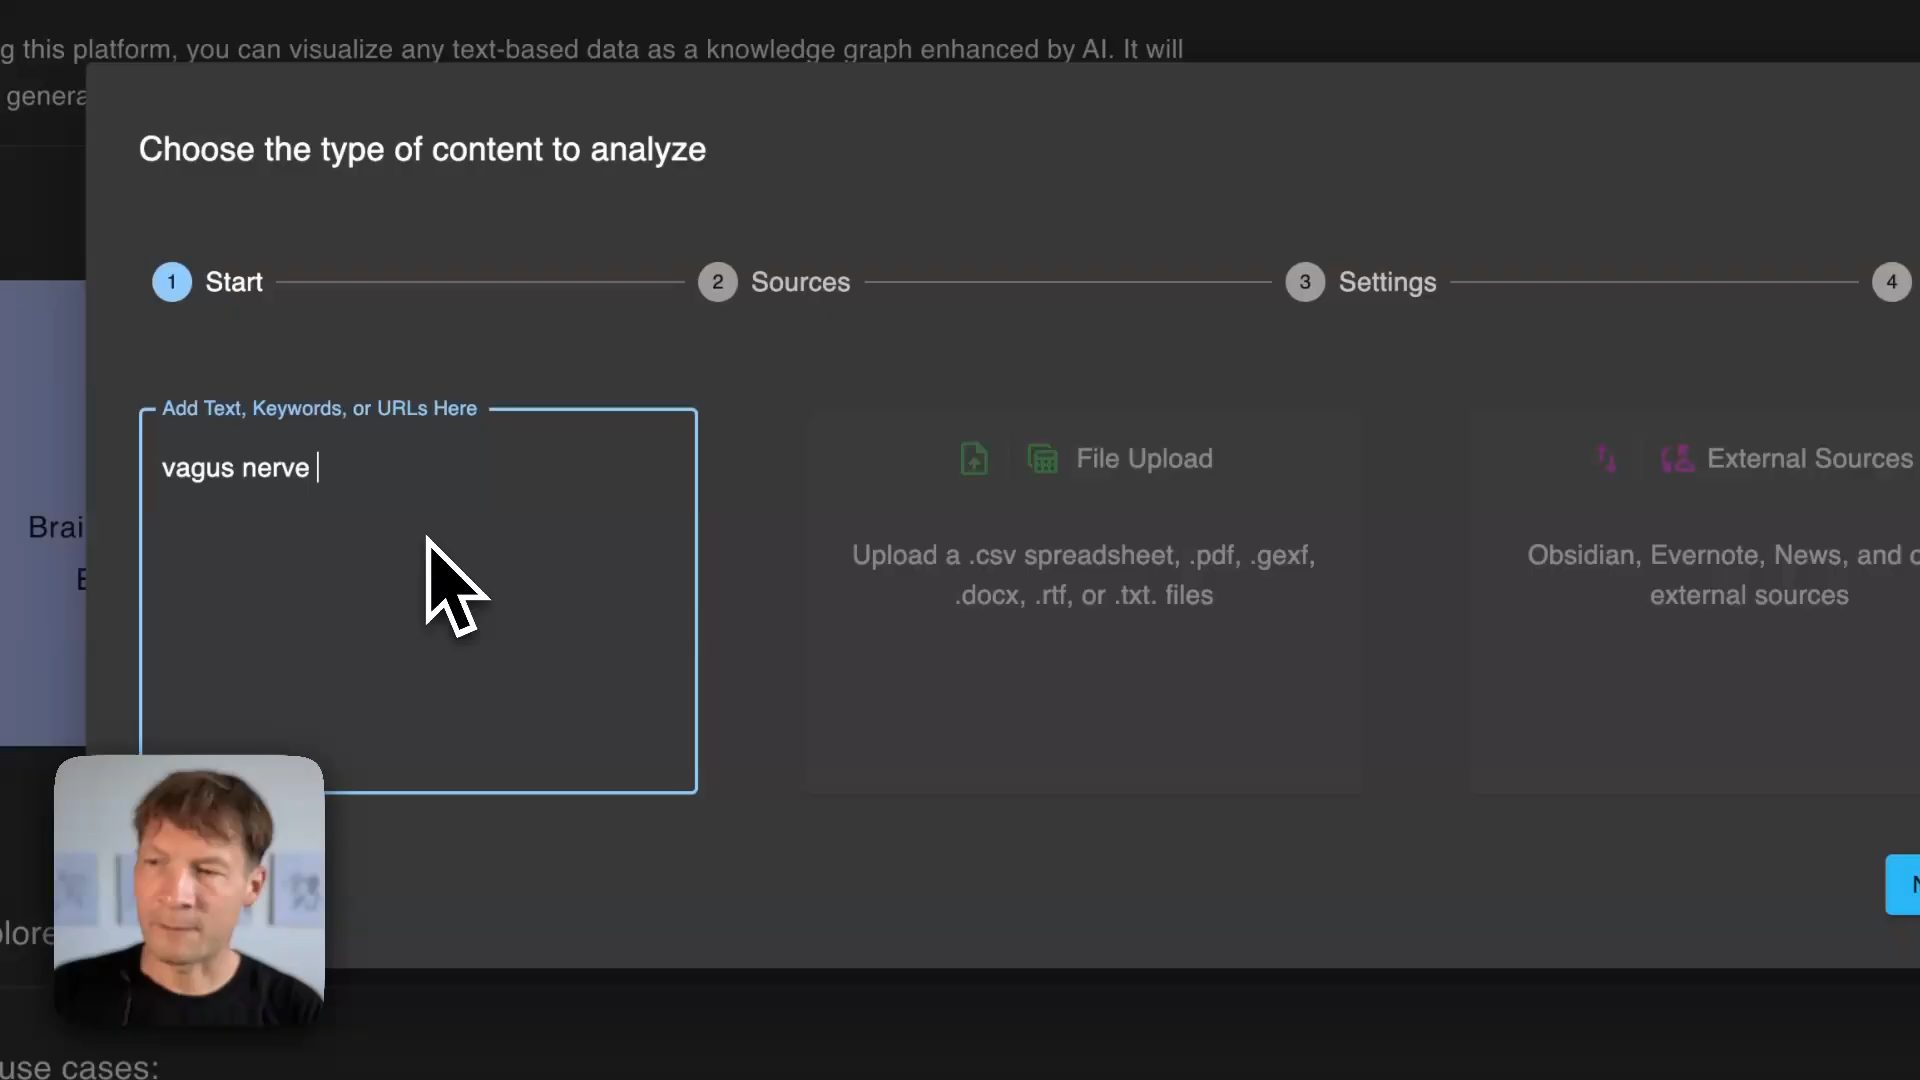 g this platform, you can visualize any text-based data as a knowledge graph enhanced by AI. It will
genera
Choose the type of content to analyze
1 Start
2 Sources
3 Settings
4
Add Text, Keywords, or URLs Here
vagus nerve
File Upload
Upload a .csv spreadsheet, .pdf, .gexf,
.docx, .rtf, or .txt. files
External Sources
Obsidian, Evernote, News, and o
external sources
Brai
E
N
plore
use cases: